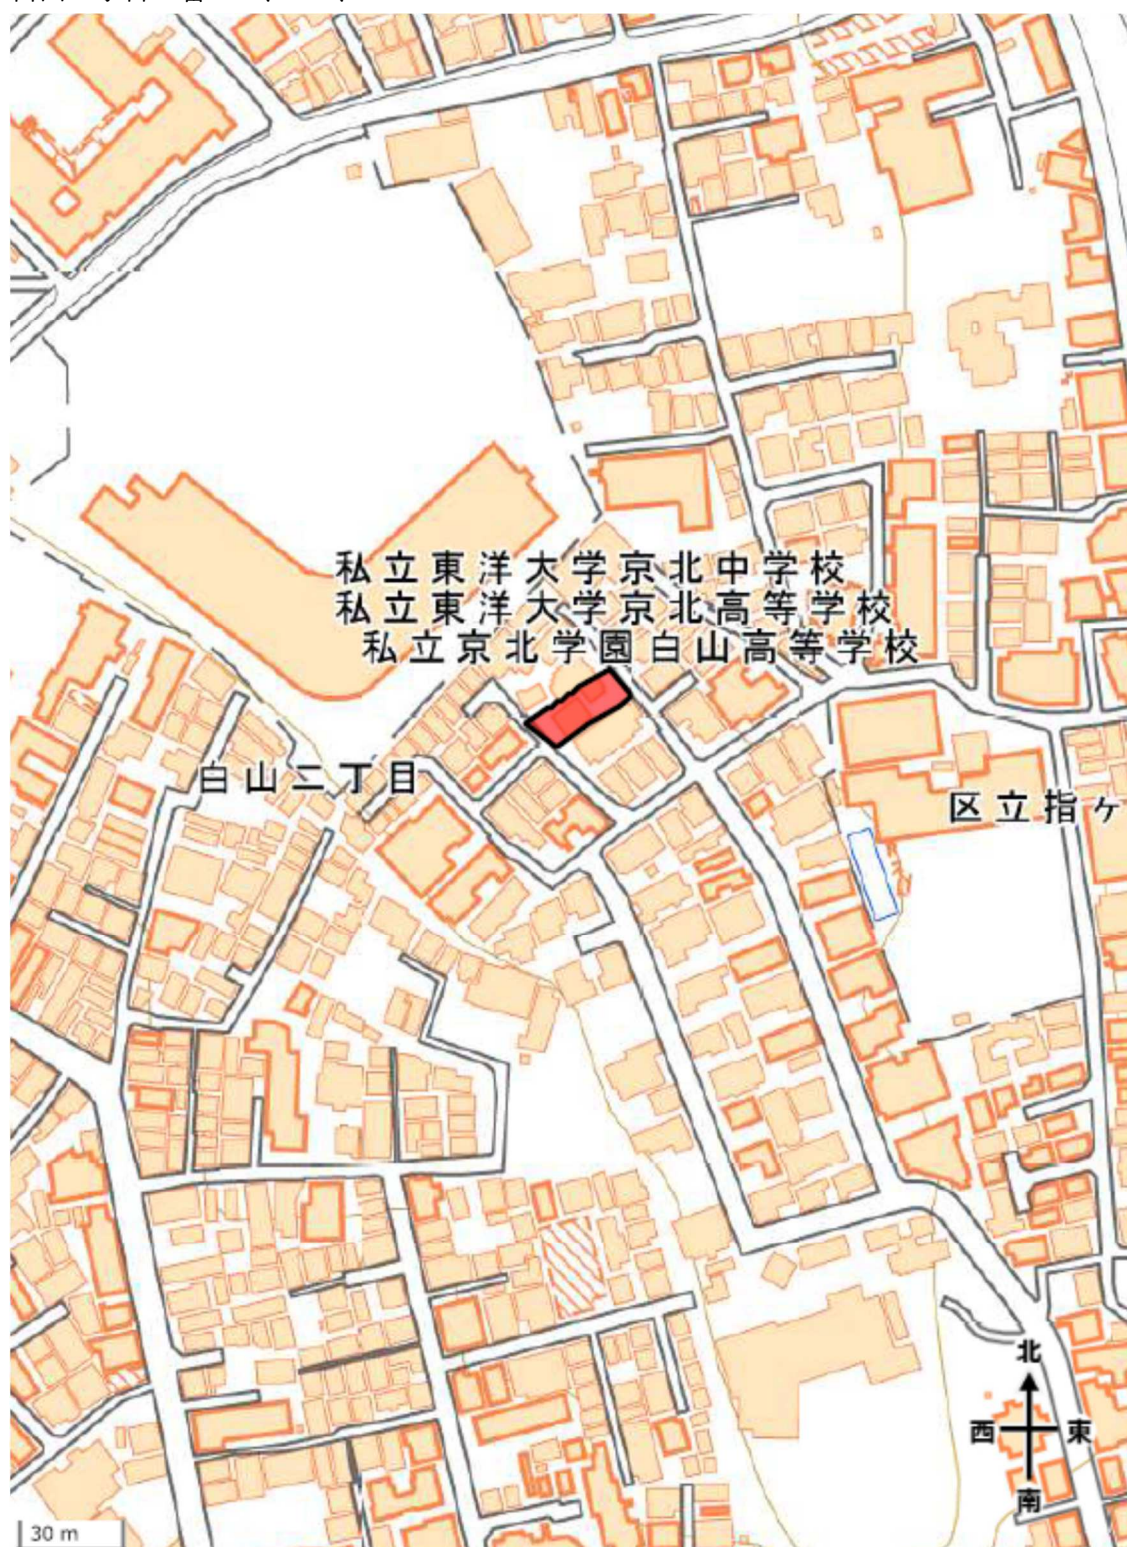 私立東洋大学京北中学校
私立東洋大学京北高等学校
私立京北学園白山高等学校
白山二丁目
区立指ヶ
北
西 東
南
30 m